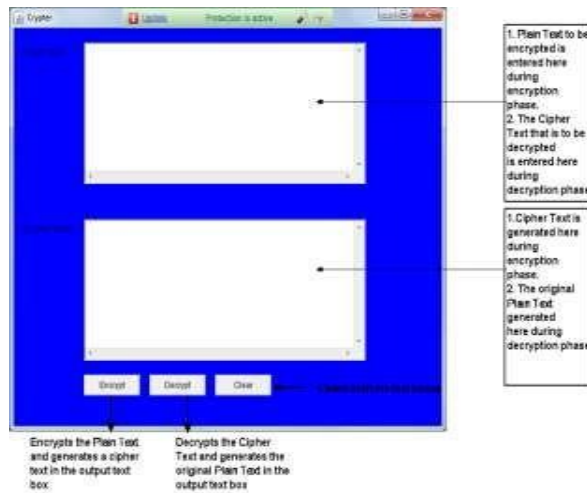 Crypter
Update
Protection is active
1. Plain Text to be
encrypted is
entered here
during
encryption
phase.
2. The Cipher
Text that is to be
decrypted
is entered here
during
decryption phase
1.Cipher Text is
generated here
during
encryption
phase.
2. The original
Plain Text
generated
here during
decryption phase
Encrypt
Decrypt
Clear
Encrypts the Plain Text
and generates a cipher
text in the output text
box
Decrypts the Cipher
Text and generates the
original Plain Text in the
output text box